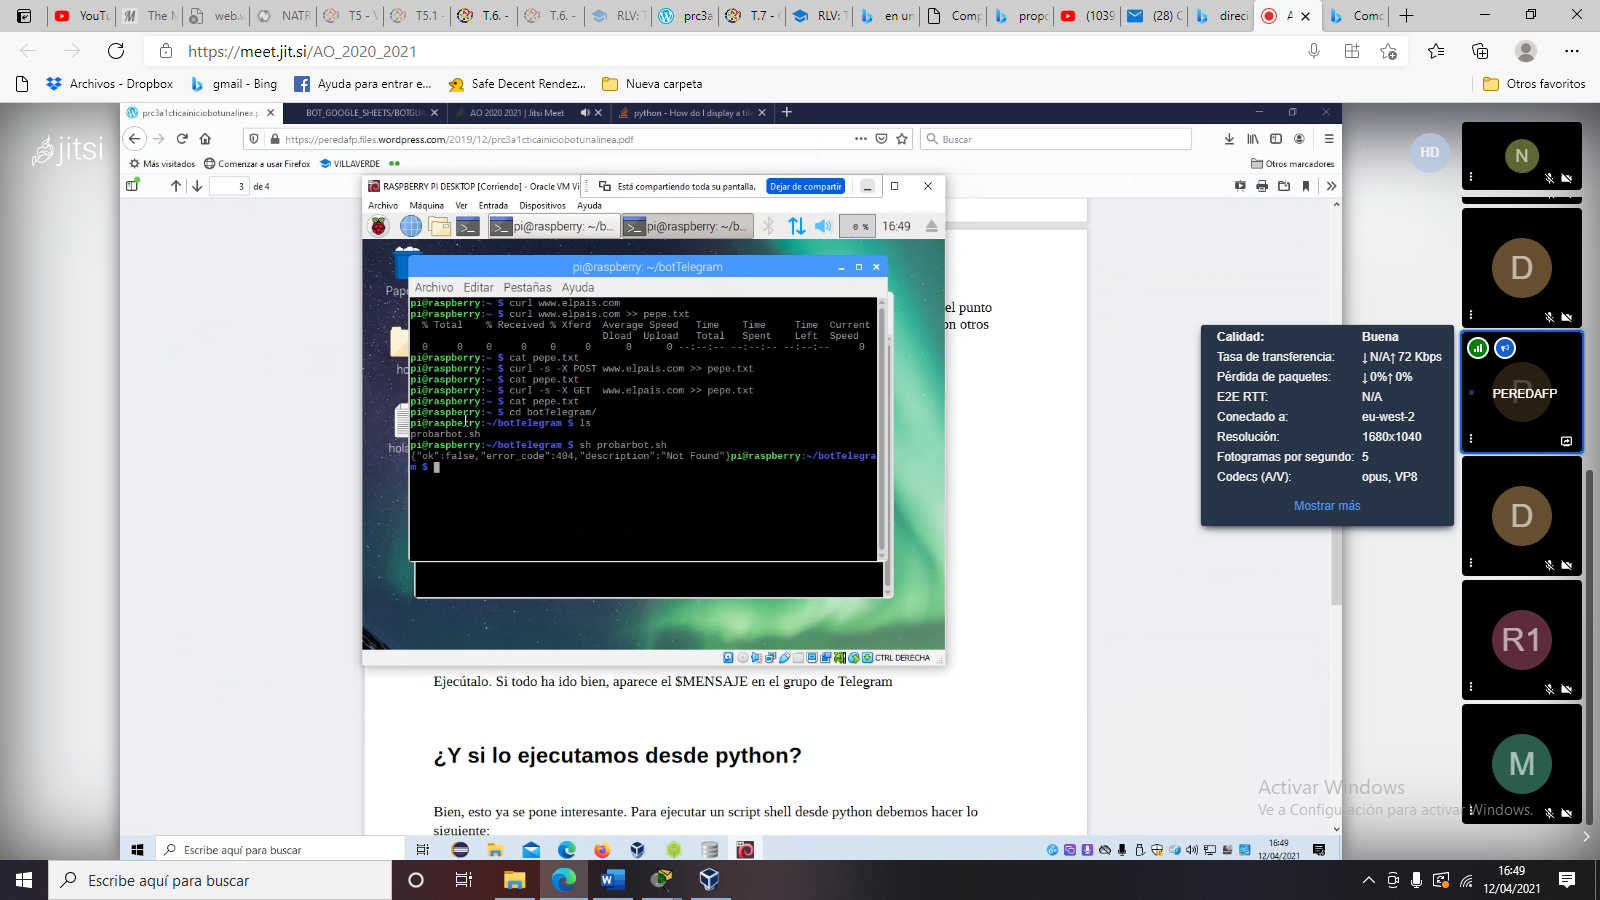 YouTu
The M
web.v
NATR
T5 - V
T5.1 -
T.6. -
T.6. -
RLV: T
prc3a
T.7 - C
RLV: T
en un
Comp
propc
(1039
(28) C
direci
A
Comc
https://meet.jit.si/AO_2020_2021
Archivos - Dropbox
gmail - Bing
Ayuda para entrar e...
Safe Decent Rendez...
Nueva carpeta
Otros favoritos
jitsi
prc3a1cticainiciobotunalinea.p
BOT_GOOGLE_SHEETS/BOTGUA
AO 2020 2021 | Jitsi Meet
python - How do I display a tile
https://peredafp.files.wordpress.com/2019/12/prc3a1cticainiciobotunalinea.pdf
Buscar
Más visitados
Comenzar a usar Firefox
VILLAVERDE
Otros marcadores
3
de 4
RASPBERRY PI DESKTOP [Corriendo] - Oracle VM Vi
Está compartiendo toda su pantalla.
Dejar de compartir
Archivo Máquina Ver Entrada Dispositivos Ayuda
pi@raspberry: ~/b...
pi@raspberry: ~/b...
0 %
16:49
Pape
ho
hola
pi@raspberry: ~/botTelegram
Archivo Editar Pestañas Ayuda
pi@raspberry:~ $ curl www.elpais.com
pi@raspberry:~ $ curl www.elpais.com >> pepe.txt
% Total % Received % Xferd Average Speed Time Time Time Current
Dload Upload Total Spent Left Speed
0 0 0 0 0 0 0 0 --:--:-- --:--:-- --:--:-- 0
pi@raspberry:~ $ cat pepe.txt
pi@raspberry:~ $ curl -s -X POST www.elpais.com >> pepe.txt
pi@raspberry:~ $ cat pepe.txt
pi@raspberry:~ $ curl -s -X GET www.elpais.com >> pepe.txt
pi@raspberry:~ $ cat pepe.txt
pi@raspberry:~ $ cd botTelegram/
pi@raspberry:~/botTelegram $ ls
probarbot.sh
pi@raspberry:~/botTelegram $ sh probarbot.sh
{"ok":false,"error_code":404,"description":"Not Found"}pi@raspberry:~/botTelegra
m $
CTRL DERECHA
el punto
on otros
Ejecútalo. Si todo ha ido bien, aparece el $MENSAJE en el grupo de Telegram
¿Y si lo ejecutamos desde python?
Bien, esto ya se pone interesante. Para ejecutar un script shell desde python debemos hacer lo
siguiente:
HD
N
D
PEREDAFP
D
R1
M
Calidad: Buena
Tasa de transferencia: ↓N/A↑72 Kbps
Pérdida de paquetes: ↓0%↑0%
E2E RTT: N/A
Conectado a: eu-west-2
Resolución: 1680x1040
Fotogramas por segundo: 5
Codecs (A/V): opus, VP8
Mostrar más
Activar Windows
Ve a Configuración para activar Windows.
Escribe aquí para buscar
16:49
12/04/2021
Escribe aquí para buscar
16:49
12/04/2021